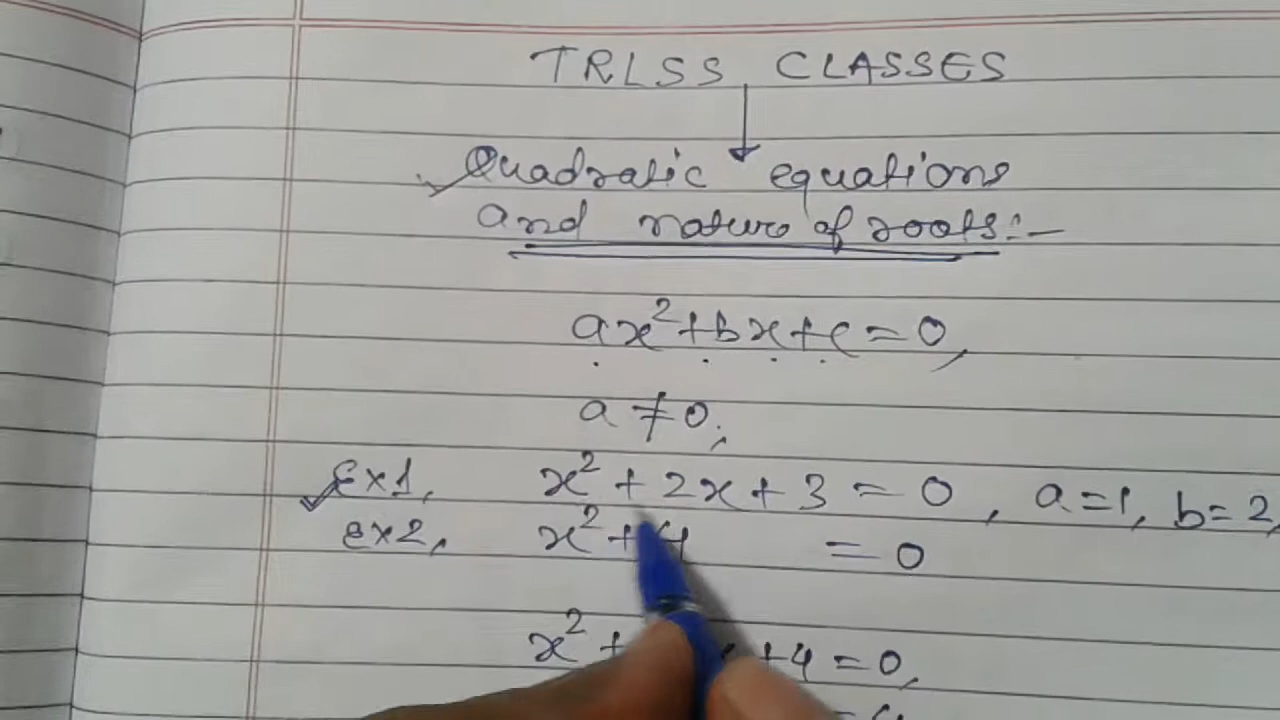 TRLSS CLASSES
Quadratic equations
and nature of roots:-
ax²+bx+c=0,
a≠0;
Ex1, x²+2x+3=0, a=1, b=2,
ex2, x²+4 =0
x²+ x+4=0,